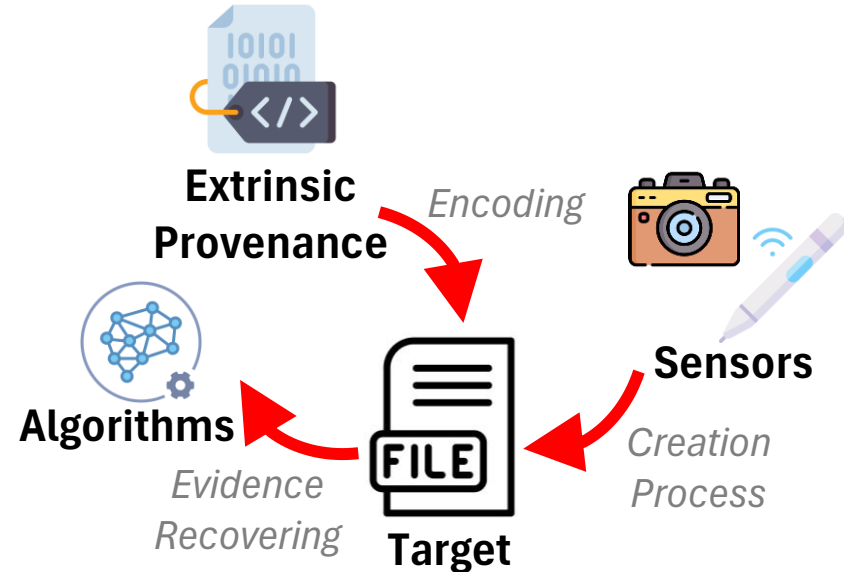 10101
01010
</>
Extrinsic
Provenance
Encoding
Sensors
Algorithms
FILE
Creation
Process
Evidence
Recovering
Target